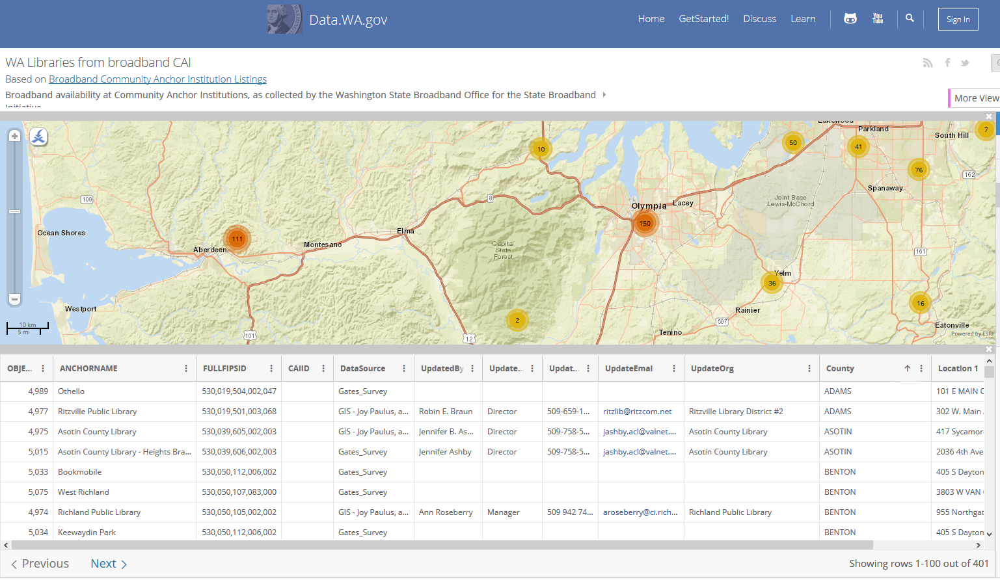 Data.WA.gov
Home GetStarted! Discuss Learn You Tube Sign In
WA Libraries from broadband CAI
Based on Broadband Community Anchor Institution Listings
Broadband availability at Community Anchor Institutions, as collected by the Washington State Broadband Office for the State Broadband
Initiative
More View
Lakewood
Parkland
South Hill
7
50
41
10
76
162
Spanaway
109
8
Joint Base
Lewis-McChord
Olympia
Lacey
150
Ocean Shores
Elma
111
Aberdeen
Montesano
Capital
State
Forest
161
Yelm
36
16
Westport
Rainier
2
507
10 km
5 mi
101
12
Tenino
Eatonville
Powered by ESRI
OBJE... ANCHORNAME FULLFIPSID CAIID DataSource UpdatedBy Update... Updat... UpdateEmal UpdateOrg County Location 1
4,989 Othello 530,019,504,002,047 Gates_Survey ADAMS 101 E MAIN
4,977 Ritzville Public Library 530,019,501,003,068 GIS - Joy Paulus, a... Robin E. Braun Director 509-659-1... ritzlib@ritzcom.net Ritzville Library District #2 ADAMS 302 W. Main
4,975 Asotin County Library 530,039,605,002,003 GIS - Joy Paulus, a... Jennifer B. As... Director 509-758-5... jashby.acl@valnet.... Asotin County Library ASOTIN 417 Sycamor
5,015 Asotin County Library - Heights Bra... 530,039,606,002,003 Gates_Survey Jennifer Ashby Director 509-758-5... jashby.acl@valnet.... Asotin County Library ASOTIN 2036 4th Ave
5,033 Bookmobile 530,050,112,006,002 Gates_Survey BENTON 405 S Dayton
5,075 West Richland 530,050,107,083,000 Gates_Survey BENTON 3803 W VAN
4,974 Richland Public Library 530,050,105,002,002 GIS - Joy Paulus, a... Ann Roseberry Manager 509 942 74... aroseberry@ci.rich... Richland Public Library BENTON 955 Northgat
5,034 Keewaydin Park 530,050,112,006,002 Gates_Survey BENTON 405 S Dayton
Previous Next Showing rows 1-100 out of 401